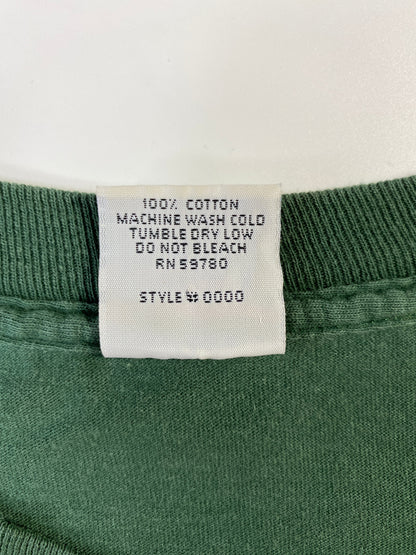 100% COTTON
MACHINE WASH COLD
TUMBLE DRY LOW
DO NOT BLEACH
RN 59780
STYLE # 0000